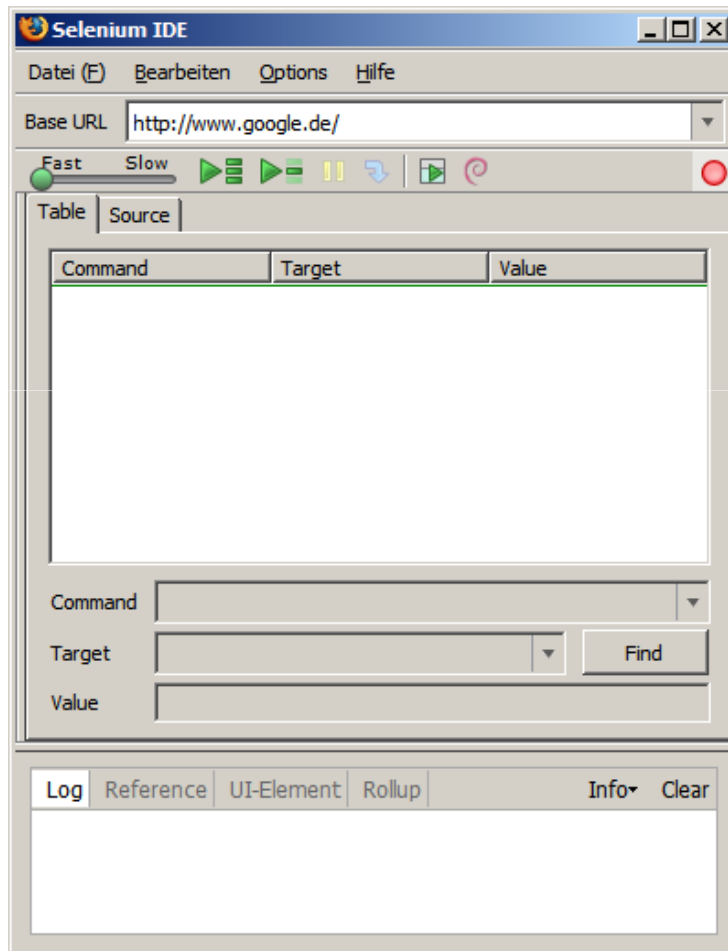 Selenium IDE
Datei (F) Bearbeiten Options Hilfe
Base URL http://www.google.de/
Fast Slow
Table Source
Command Target Value
Command
Target Find
Value
Log Reference UI-Element Rollup Info Clear